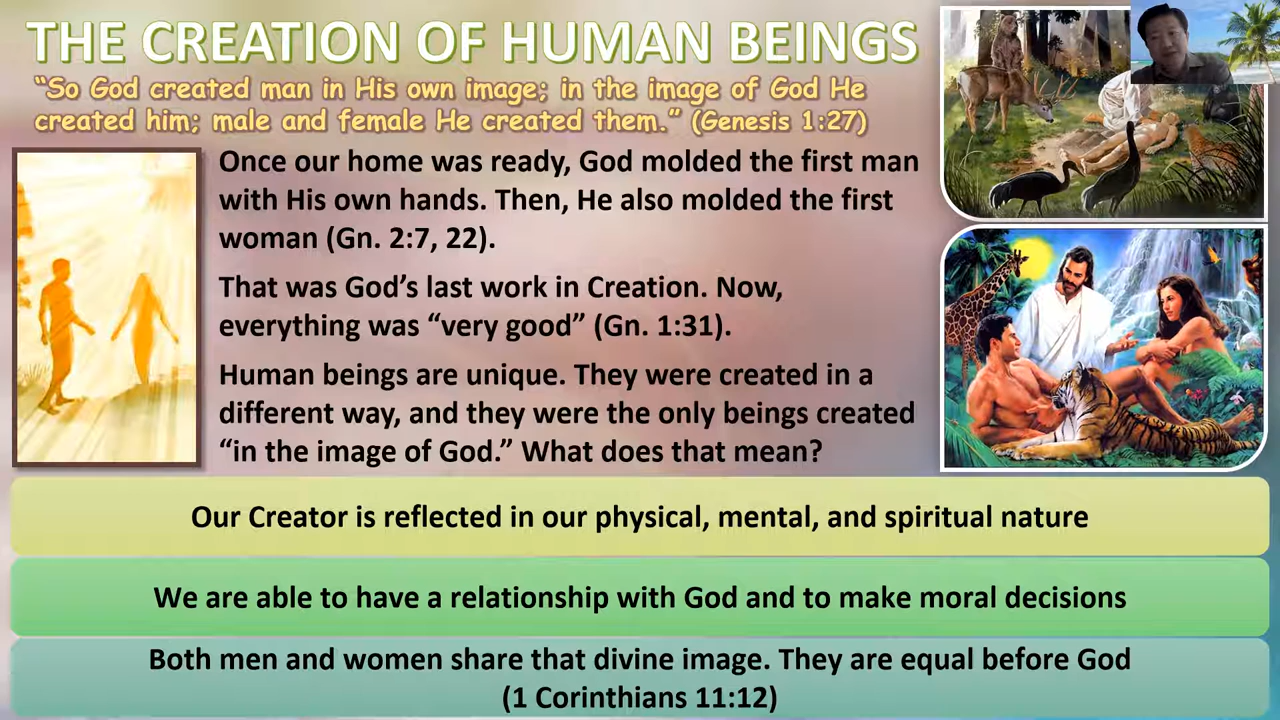 THE CREATION OF HUMAN BEINGS
“So God created man in His own image; in the image of God He
created him; male and female He created them.” (Genesis 1:27)
Once our home was ready, God molded the first man
with His own hands. Then, He also molded the first
woman (Gn. 2:7, 22).
That was God’s last work in Creation. Now,
everything was “very good” (Gn. 1:31).
Human beings are unique. They were created in a
different way, and they were the only beings created
“in the image of God.” What does that mean?
Our Creator is reflected in our physical, mental, and spiritual nature
We are able to have a relationship with God and to make moral decisions
Both men and women share that divine image. They are equal before God
(1 Corinthians 11:12)